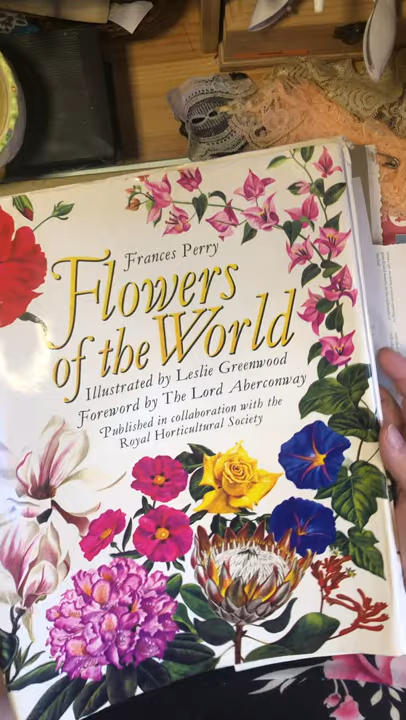 Frances Perry
Flowers
of the World
Illustrated by Leslie Greenwood
Foreword by The Lord Aberconway
Published in collaboration with the
Royal Horticultural Society